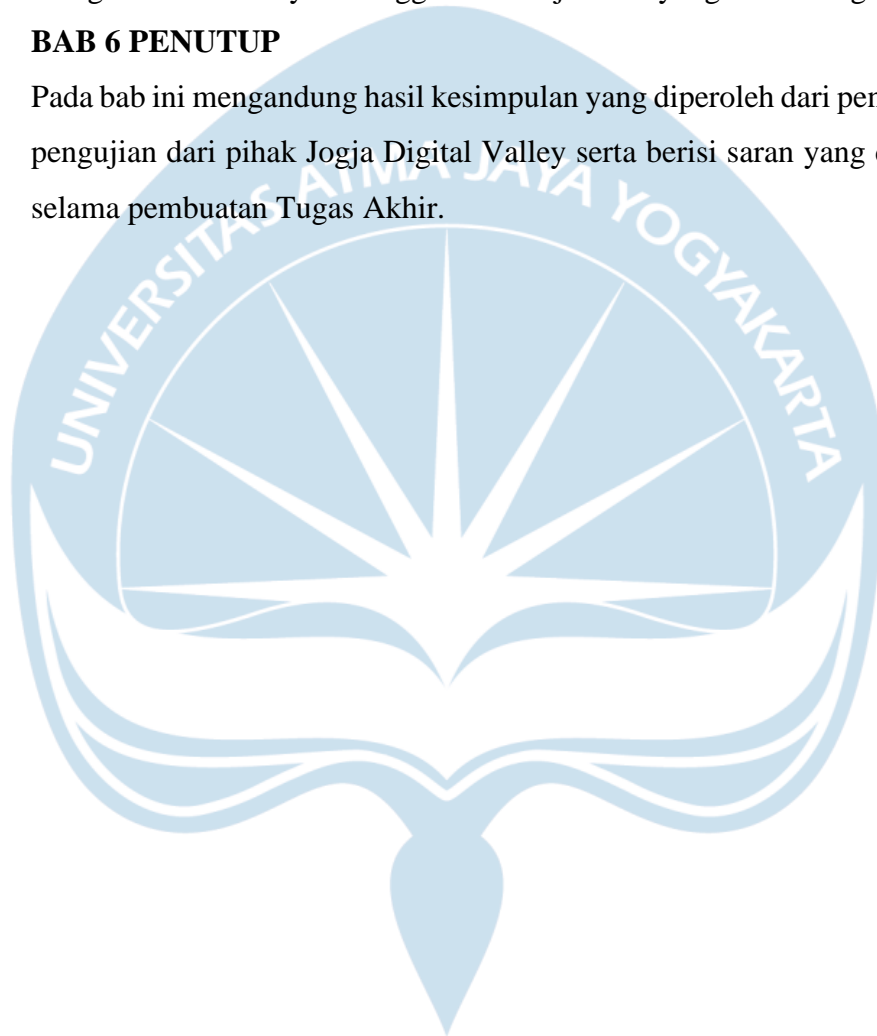 BAB 6 PENUTUP
Pada bab ini mengandung hasil kesimpulan yang diperoleh dari
pengujian dari pihak Jogja Digital Valley serta berisi saran yang
selama pembuatan Tugas Akhir.
UNIVERSITAS ATMA JAYA YOGYAKARTA